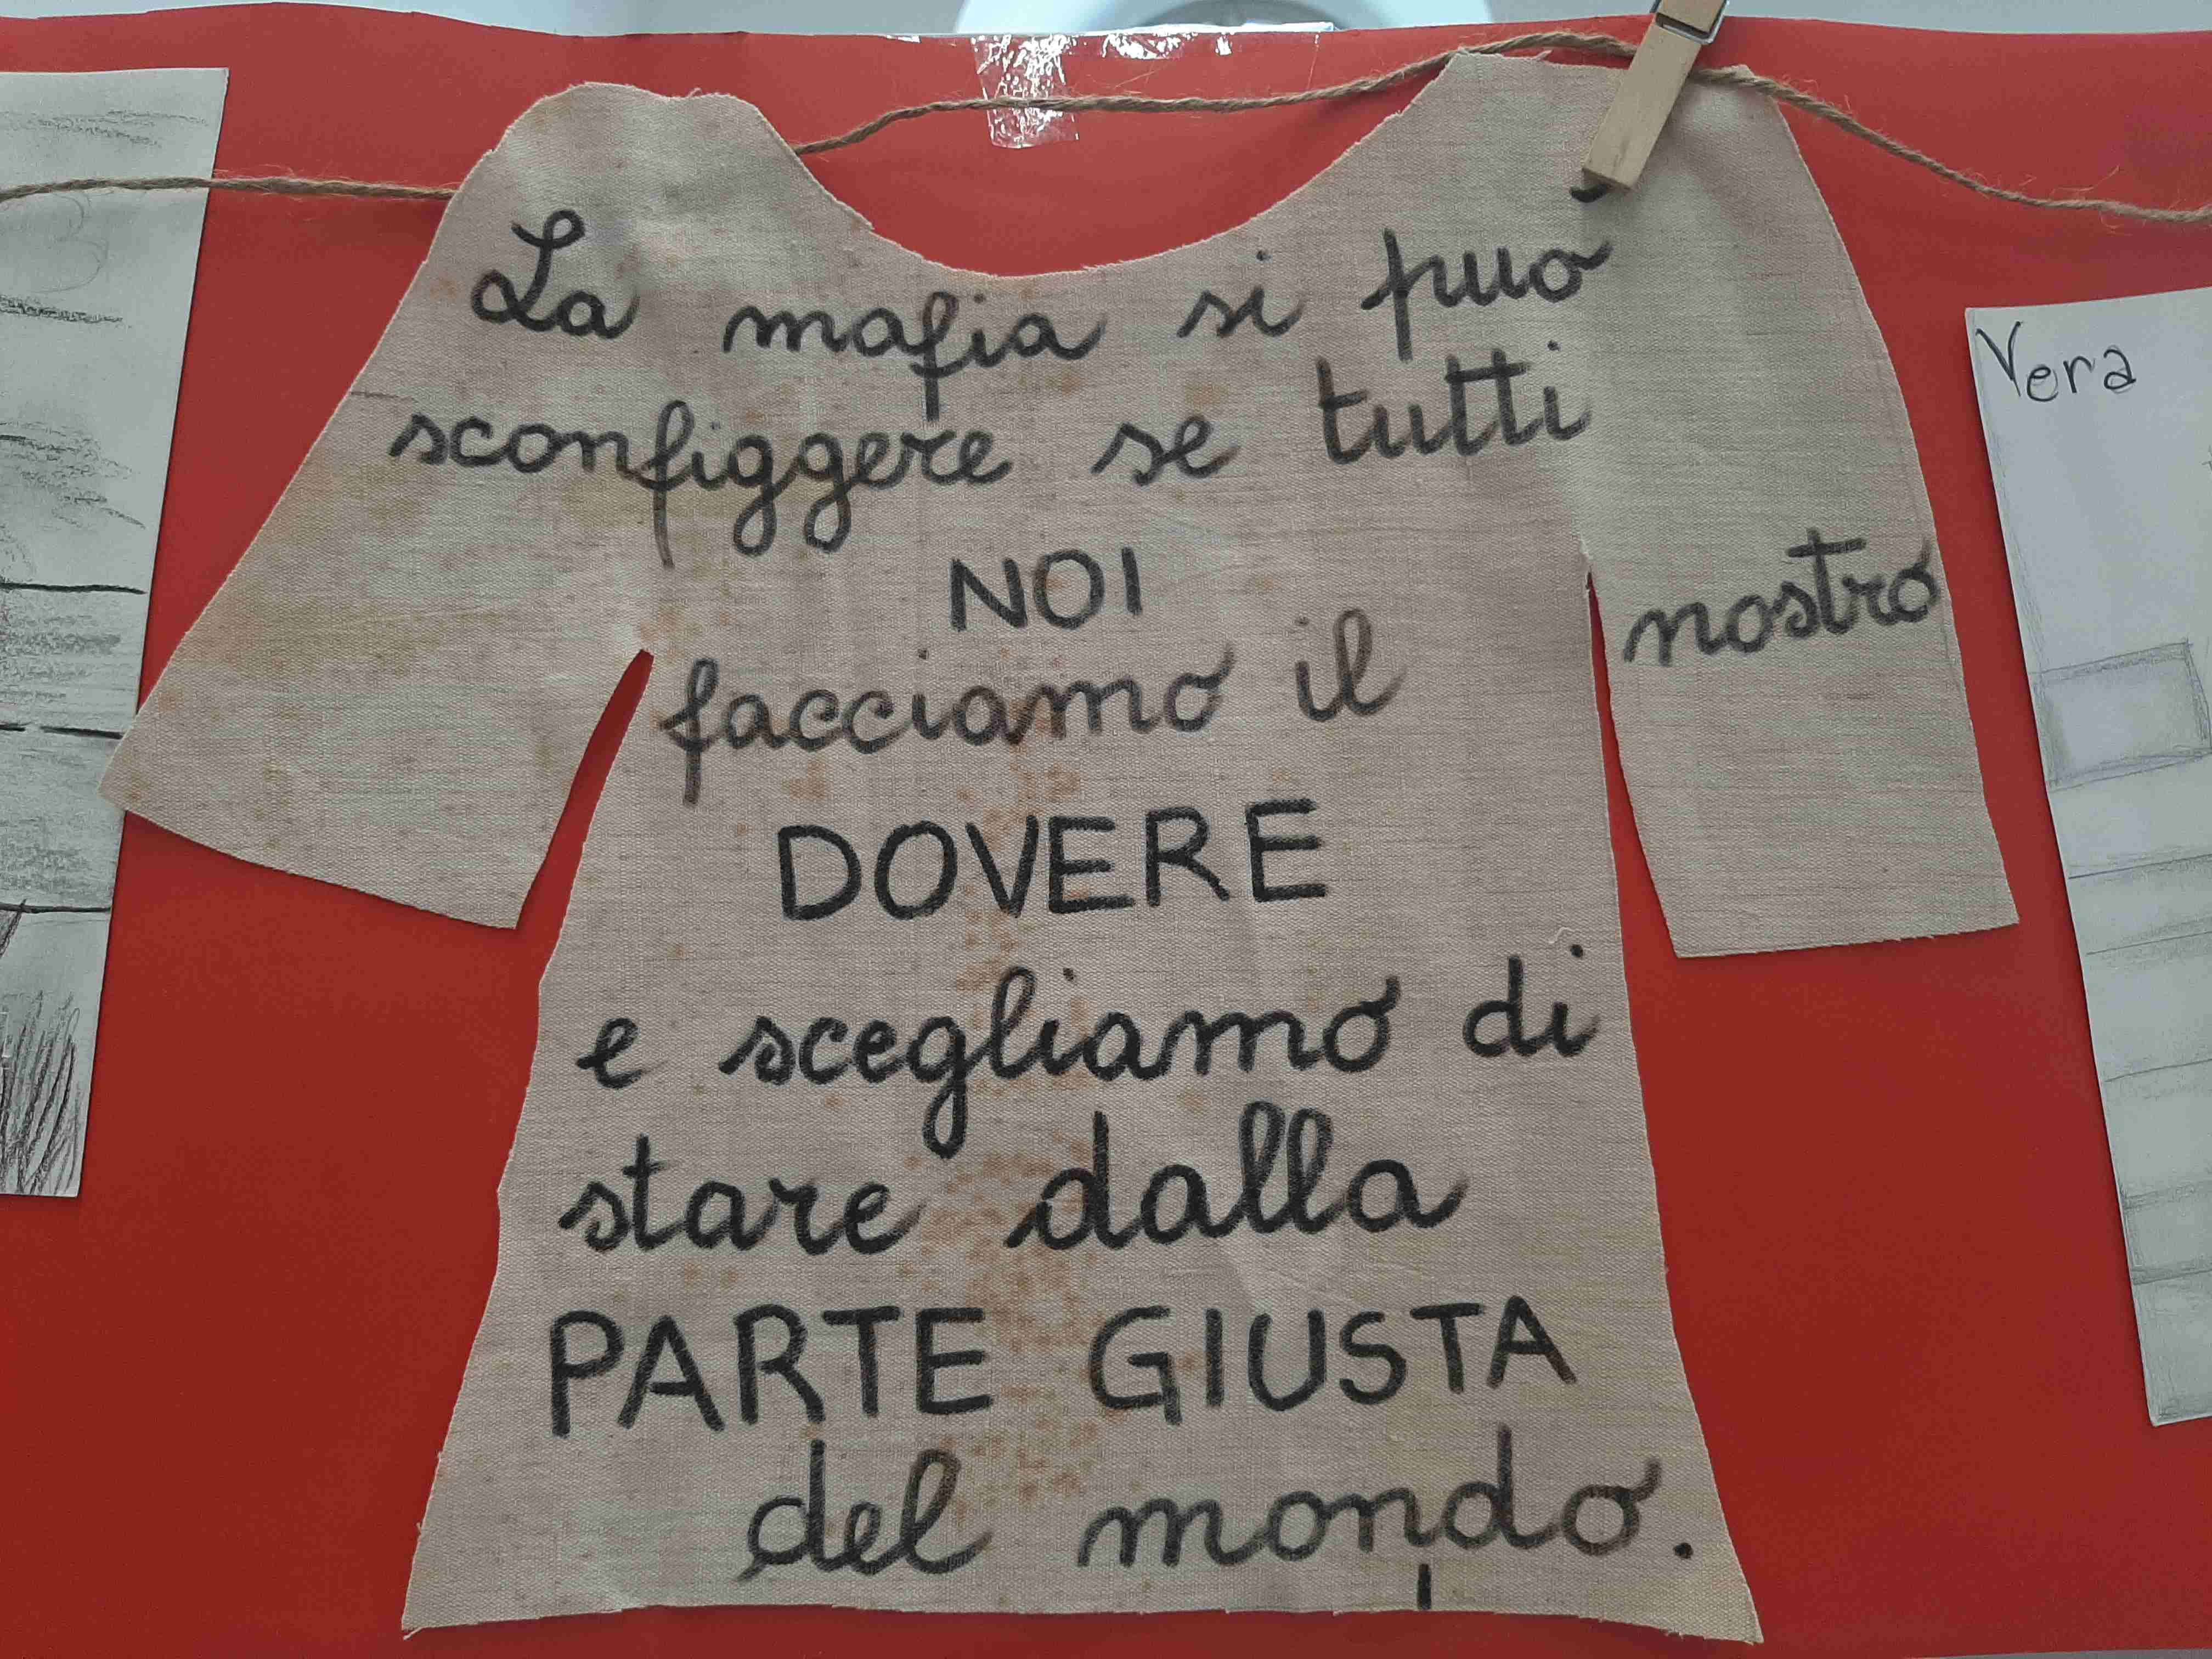 La mafia si può
sconfiggere se tutti
NOI
facciamo il nostro
DOVERE
e scegliamo di
stare dalla
PARTE GIUSTA
del mondo.
Vera